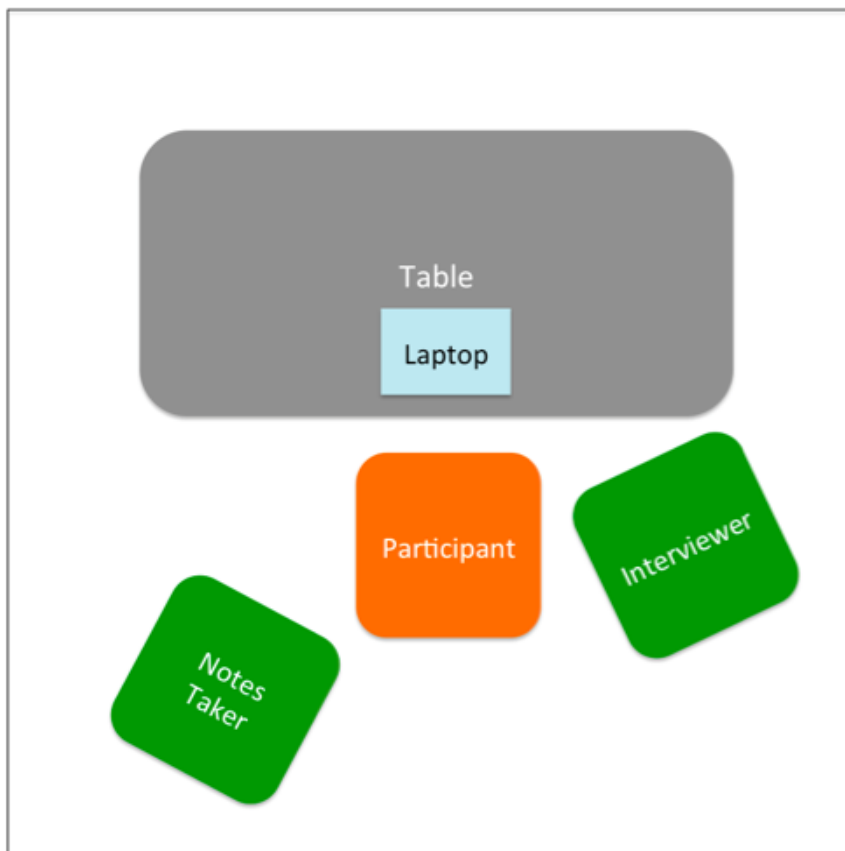 Table
Laptop
Participant
Interviewer
Notes
Taker